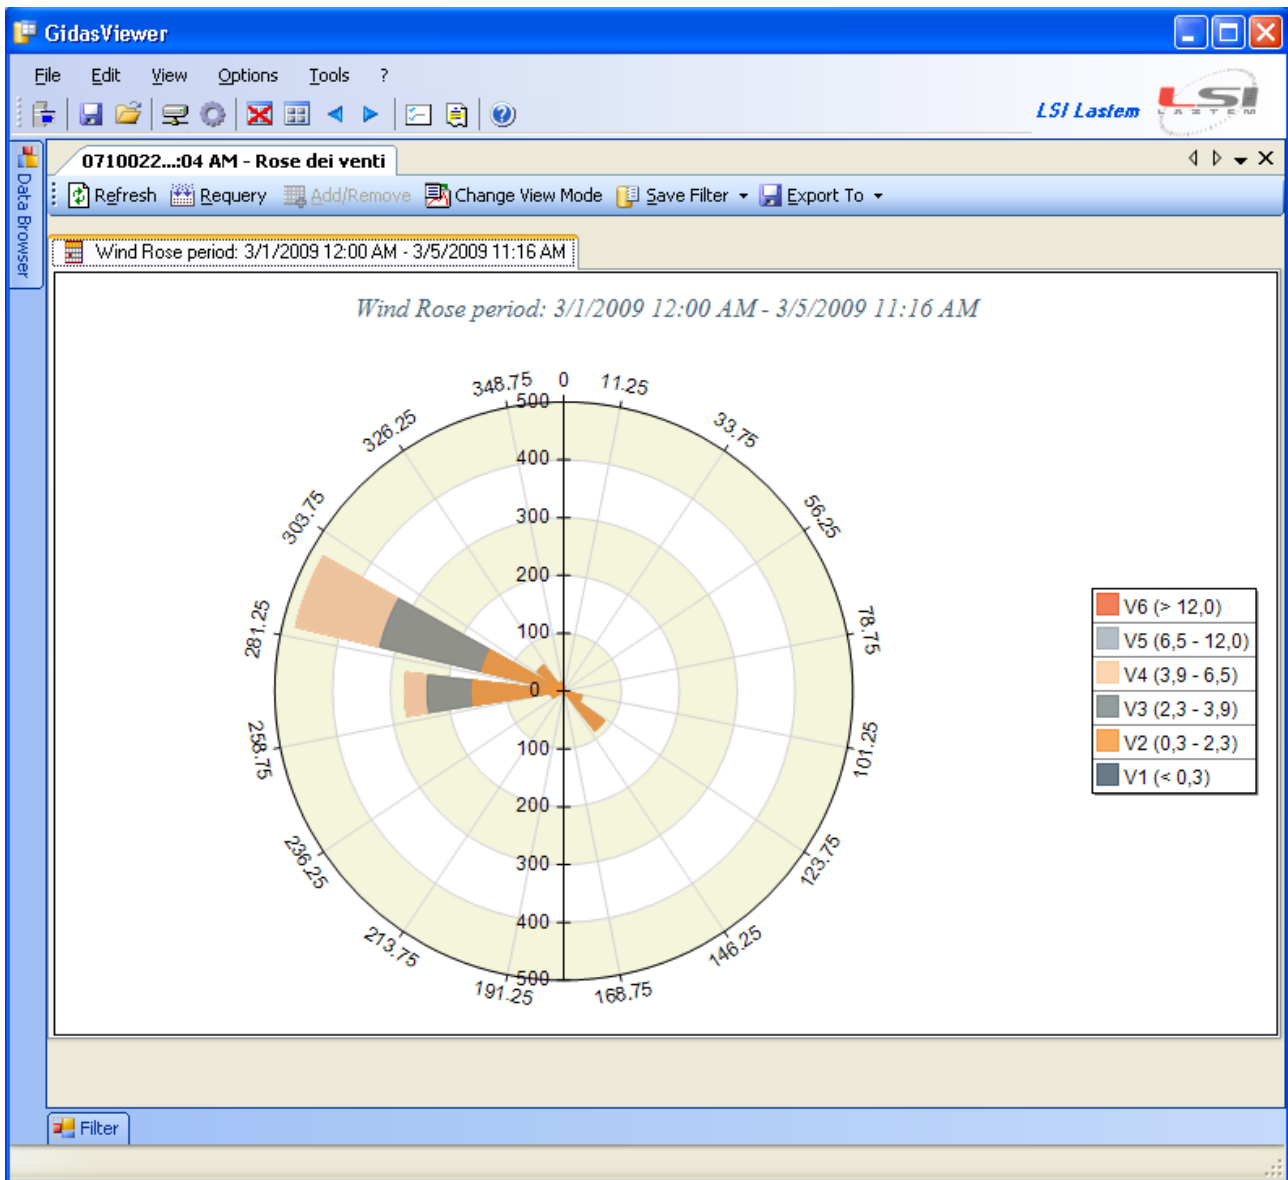 GidasViewer
File Edit View Options Tools ?
LSI Lastem
LSI
LASTEM
Data Browser
0710022...:04 AM - Rose dei venti
Refresh Requery Add/Remove Change View Mode Save Filter Export To
Wind Rose period: 3/1/2009 12:00 AM - 3/5/2009 11:16 AM
Wind Rose period: 3/1/2009 12:00 AM - 3/5/2009 11:16 AM
348.75 0 11.25
326.25 500 33.75
400
303.75 300 56.25
200
281.25 100 78.75
0
258.75 100 101.25
200
236.25 300 123.75
400
213.75 500 146.25
191.25 168.75
V6 (> 12,0)
V5 (6,5 - 12,0)
V4 (3,9 - 6,5)
V3 (2,3 - 3,9)
V2 (0,3 - 2,3)
V1 (< 0,3)
Filter